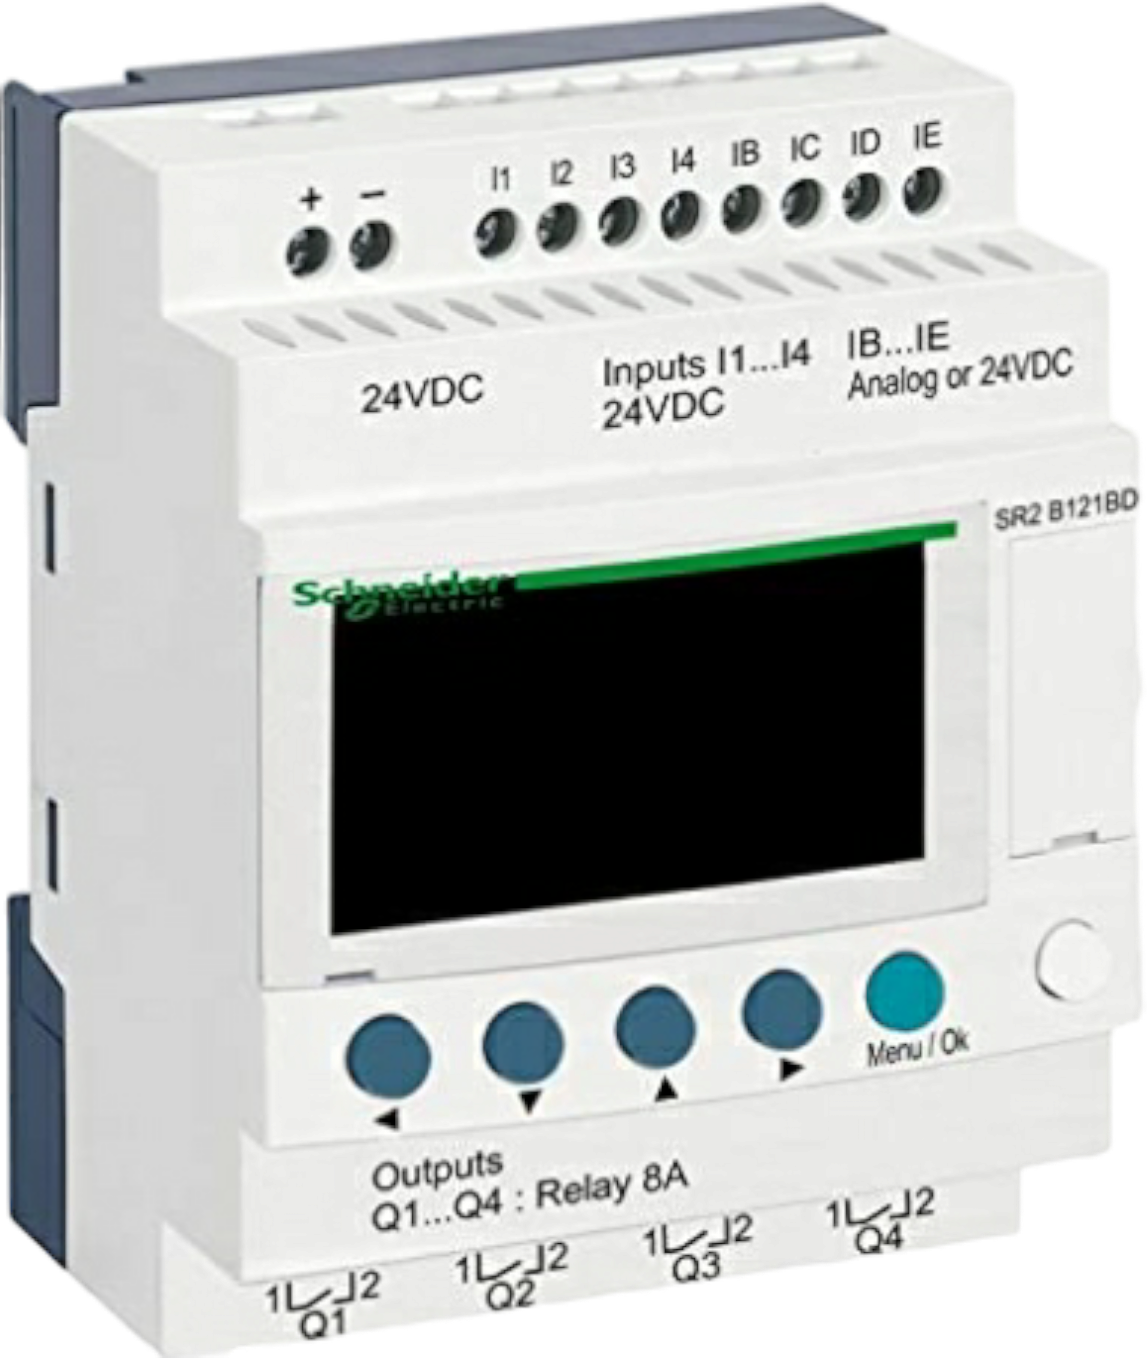 + −
I1 I2 I3 I4 IB IC ID IE
24VDC
Inputs I1...I4
24VDC
IB...IE
Analog or 24VDC
SR2 B121BD
Schneider
Electric
Menu / Ok
Outputs
Q1...Q4 : Relay 8A
1 2
Q1
1 2
Q2
1 2
Q3
1 2
Q4